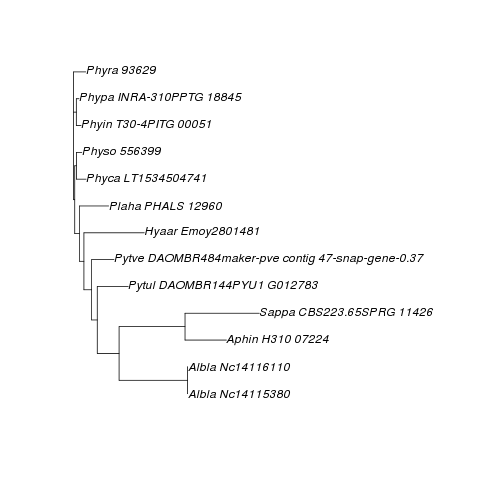 Phyra 93629
Phypa INRA-310PPTG 18845
Phyin T30-4PITG 00051
Physo 556399
Phyca LT1534504741
Plaha PHALS 12960
Hyaar Emoy2801481
Pytve DAOMBR484maker-pve contig 47-snap-gene-0.37
Pytul DAOMBR144PYU1 G012783
Sappa CBS223.65SPRG 11426
Aphin H310 07224
Albla Nc14116110
Albla Nc14115380